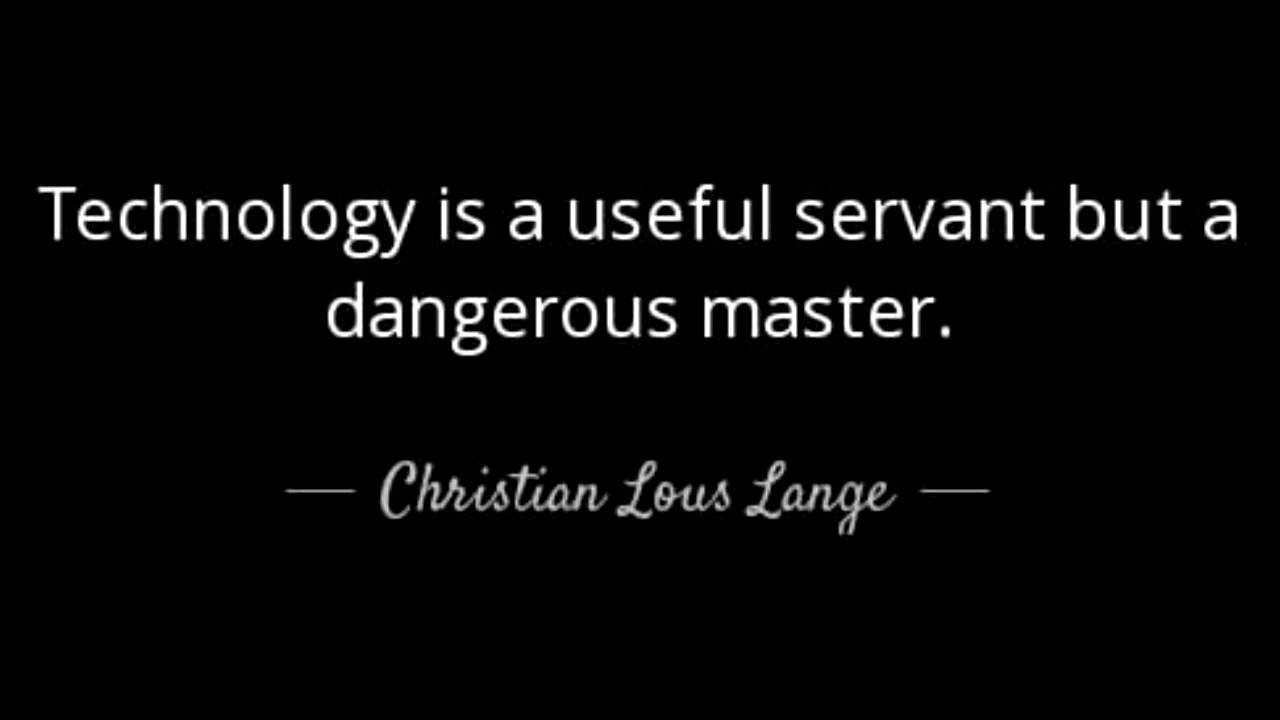 Technology is a useful servant but a
dangerous master.
— Christian Lous Lange —